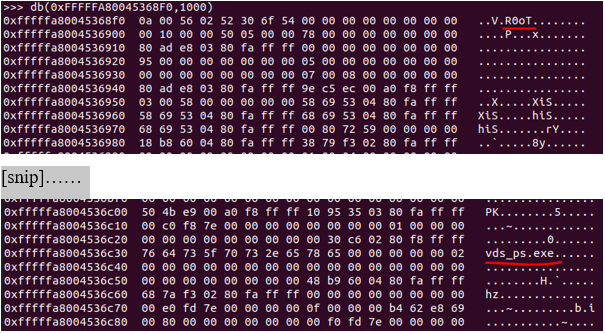 >>> db(0xFFFFFA80045368F0,1000)
0xfffffa80045368f0 0a 00 56 02 52 30 6f 54 00 00 00 00 00 00 00 00 ..V.R0oT........
0xfffffa8004536900 00 10 00 00 50 05 00 00 78 00 00 00 00 00 00 00 ....P...x.......
0xfffffa8004536910 80 ad e8 03 80 fa ff ff 00 00 00 00 00 00 00 00 ................
0xfffffa8004536920 95 00 00 00 00 00 05 00 00 00 00 00 00 00 00 00 ................
0xfffffa8004536930 00 00 00 00 00 00 00 00 07 00 08 00 00 00 00 00 ................
0xfffffa8004536940 80 ad e8 03 80 fa ff ff 9e c5 ec 00 a0 f8 ff ff ................
0xfffffa8004536950 03 00 58 00 00 00 00 00 58 69 53 04 80 fa ff ff ..X.....XiS.....
0xfffffa8004536960 58 69 53 04 80 fa ff ff 68 69 53 04 80 fa ff ff XiS.....hiS.....
0xfffffa8004536970 68 69 53 04 80 fa ff ff 00 80 72 59 00 00 00 00 hiS.......rY....
0xfffffa8004536980 18 b8 60 04 80 fa ff ff 38 79 f3 02 80 fa ff ff ..`.....8y......
[snip]……
0xfffffa8004536c00 50 4b e9 00 a0 f8 ff ff 10 95 35 03 80 fa ff ff PK........5.....
0xfffffa8004536c10 00 c0 f8 7e 00 00 00 00 00 00 00 00 01 00 00 00 ...~............
0xfffffa8004536c20 00 00 00 00 00 00 00 00 30 c6 02 80 f8 ff ff ........0......
0xfffffa8004536c30 76 64 73 5f 70 73 2e 65 78 65 00 00 00 00 00 02 vds_ps.exe......
0xfffffa8004536c40 00 00 00 00 00 00 00 00 00 00 00 00 00 00 00 00 ................
0xfffffa8004536c50 00 00 00 00 00 00 00 00 48 b9 60 04 80 fa ff ff ........H.`.....
0xfffffa8004536c60 68 7a f3 02 80 fa ff ff 00 00 00 00 00 00 00 00 hz..............
0xfffffa8004536c70 00 e0 fd 7e 00 00 00 00 0f 00 00 00 b4 62 e8 69 ...~.........b.i
0xfffffa8004536c80 00 80 00 00 00 00 00 00 00 f0 fd 7e 00 00 00 00 ...........~....